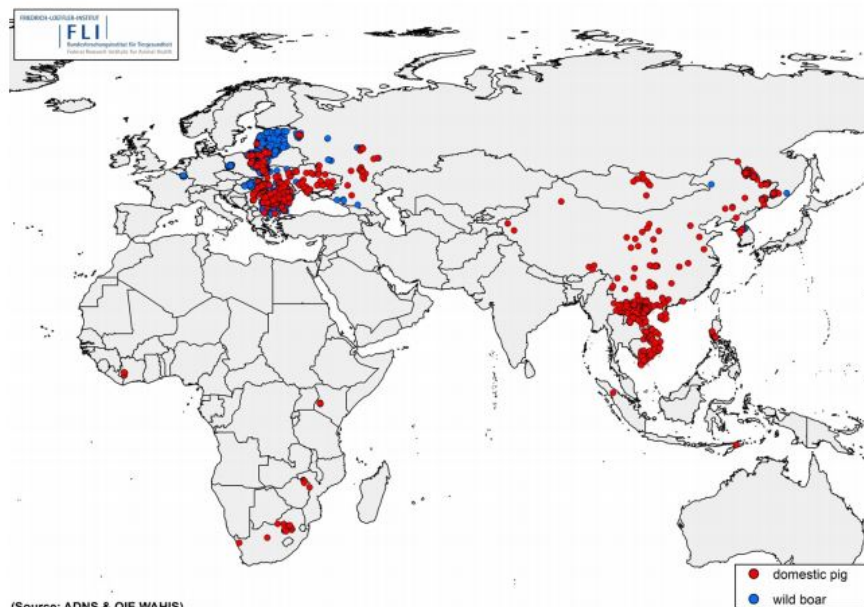 FRIEDRICH-LOEFFLER-INSTITUT
FLI
Bundesforschungsinstitut für Tiergesundheit
Federal Research Institute for Animal Health
domestic pig
wild boar
(Source: ADNS & OIE WAHIS)